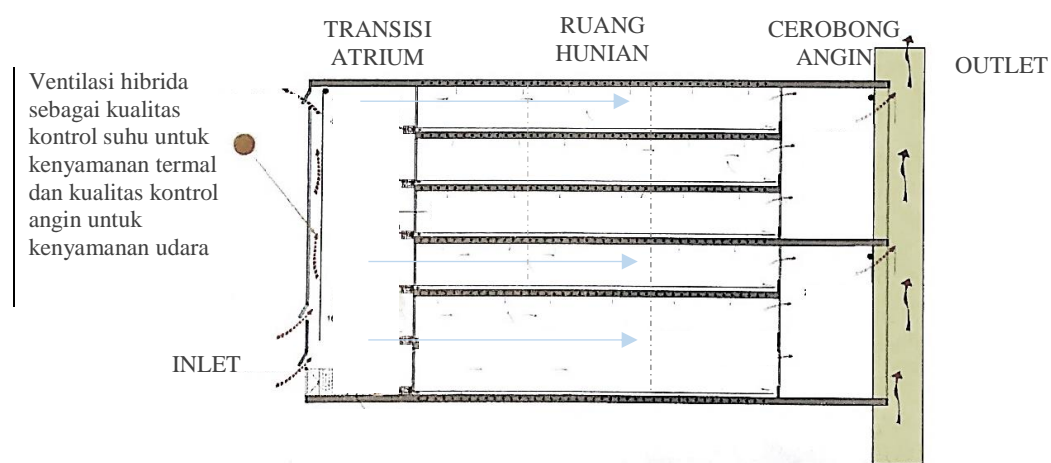 TRANSISI
ATRIUM
RUANG
HUNIAN
CEROBONG
ANGIN
OUTLET
Ventilasi hibrida
sebagai kualitas
kontrol suhu untuk
kenyamanan termal
dan kualitas kontrol
angin untuk
kenyamanan udara
INLET